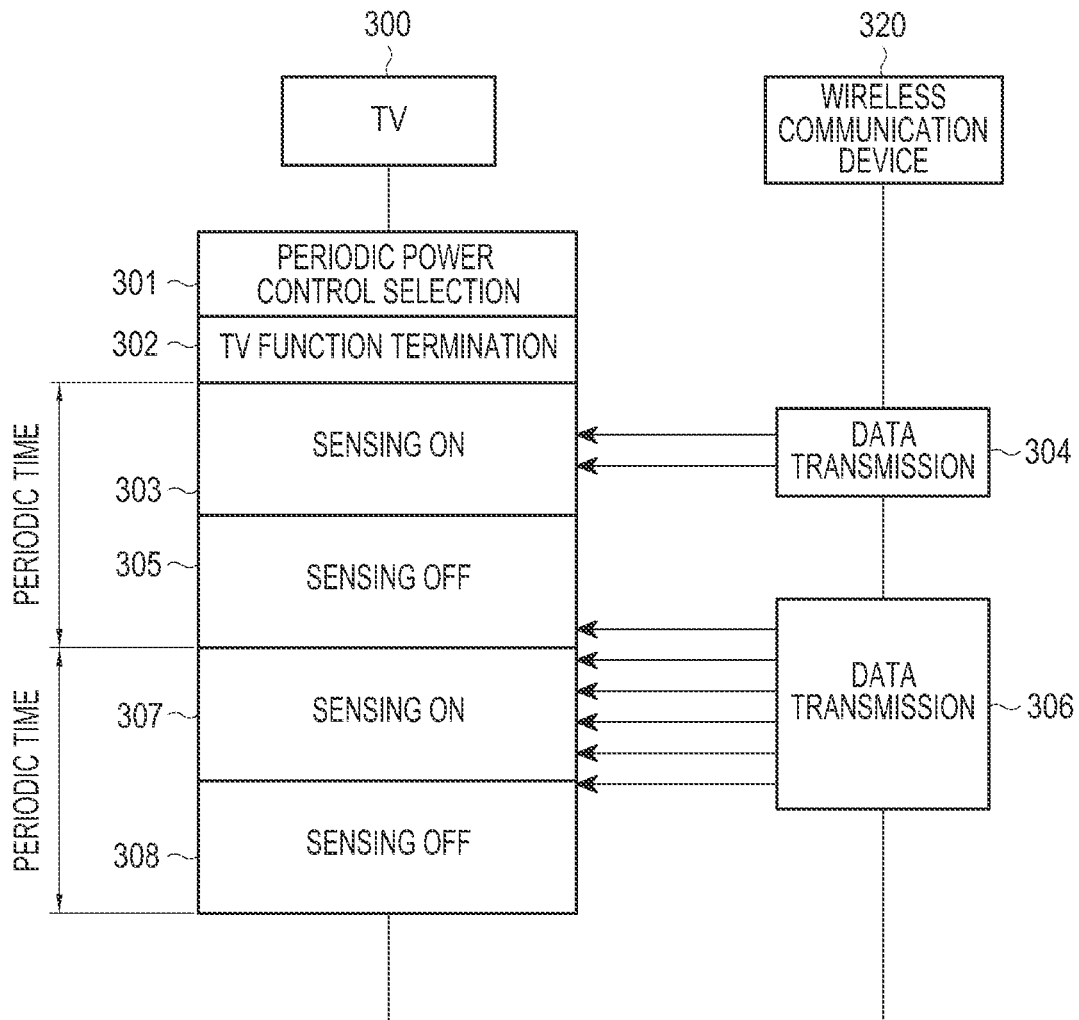 300
320
TV
WIRELESS
COMMUNICATION
DEVICE
301
PERIODIC POWER
CONTROL SELECTION
302
TV FUNCTION TERMINATION
PERIODIC TIME
303
SENSING ON
DATA
TRANSMISSION
304
305
SENSING OFF
PERIODIC TIME
307
SENSING ON
DATA
TRANSMISSION
306
308
SENSING OFF